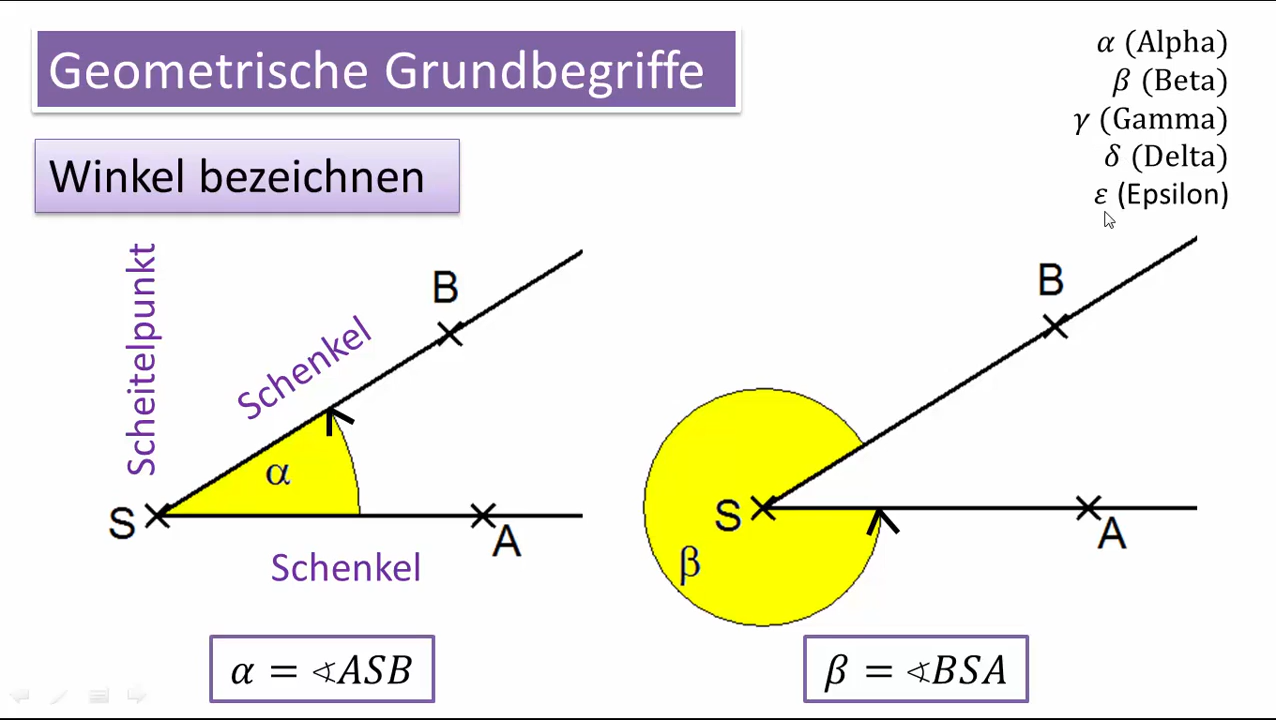 Geometrische Grundbegriffe
α (Alpha)
β (Beta)
γ (Gamma)
δ (Delta)
ε (Epsilon)
Winkel bezeichnen
Scheitelpunkt
Schenkel
B
α
S
A
Schenkel
α = ∢ASB
B
S
A
β
β = ∢BSA